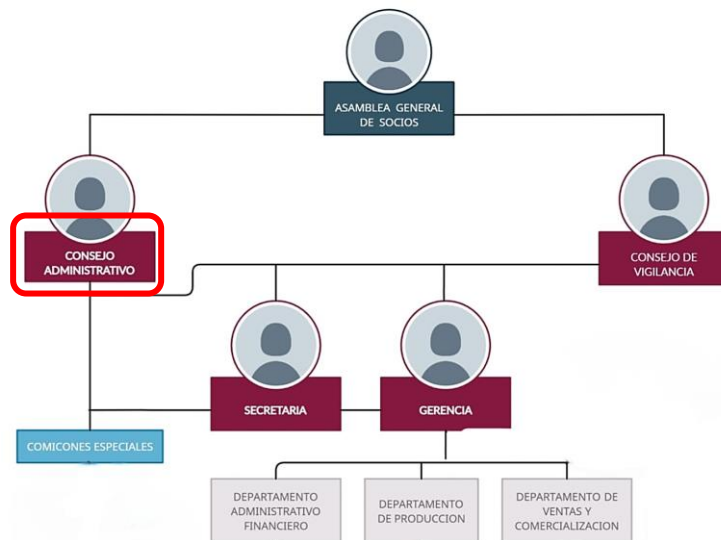 ASAMBLEA GENERAL
DE SOCIOS
CONSEJO
ADMINISTRATIVO
CONSEJO DE
VIGILANCIA
SECRETARIA
GERENCIA
COMICONES ESPECIALES
DEPARTAMENTO
ADMINISTRATIVO
FINANCIERO
DEPARTAMENTO
DE PRODUCCION
DEPARTAMENTO DE
VENTAS Y
COMERCIALIZACION